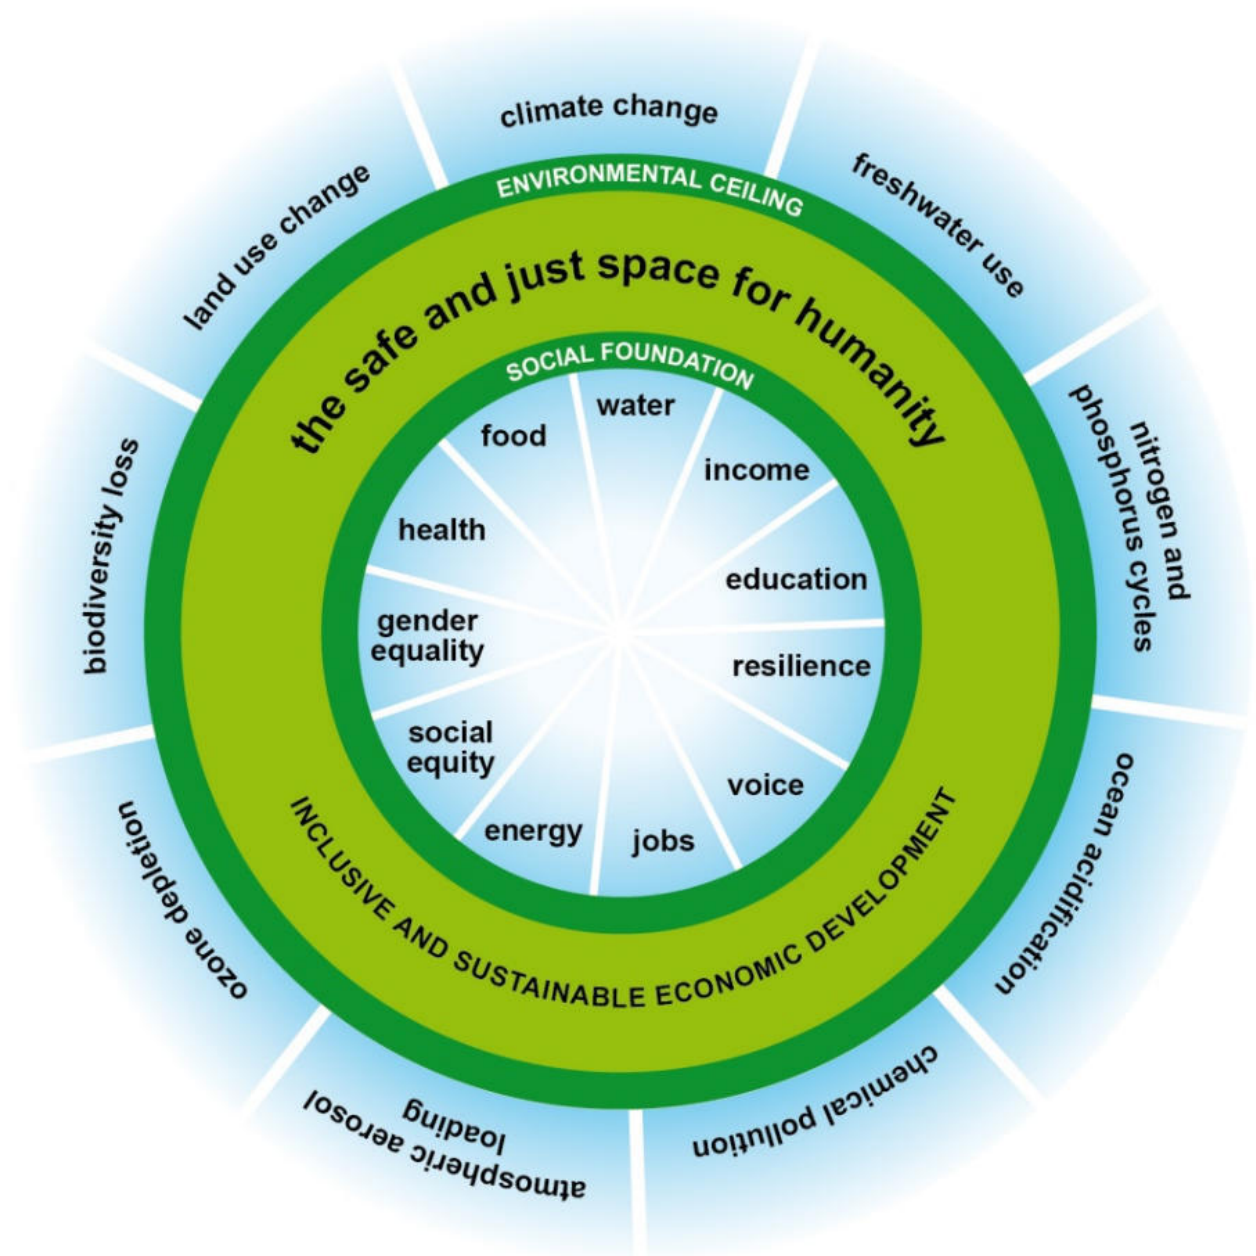 climate change
freshwater use
nitrogen and
phosphorus cycles
ocean acidification
chemical pollution
atmospheric aerosol
loading
ozone depletion
biodiversity loss
land use change
ENVIRONMENTAL CEILING
the safe and just space for humanity
SOCIAL FOUNDATION
water
income
education
resilience
voice
jobs
energy
social
equity
gender
equality
health
food
INCLUSIVE AND SUSTAINABLE ECONOMIC DEVELOPMENT